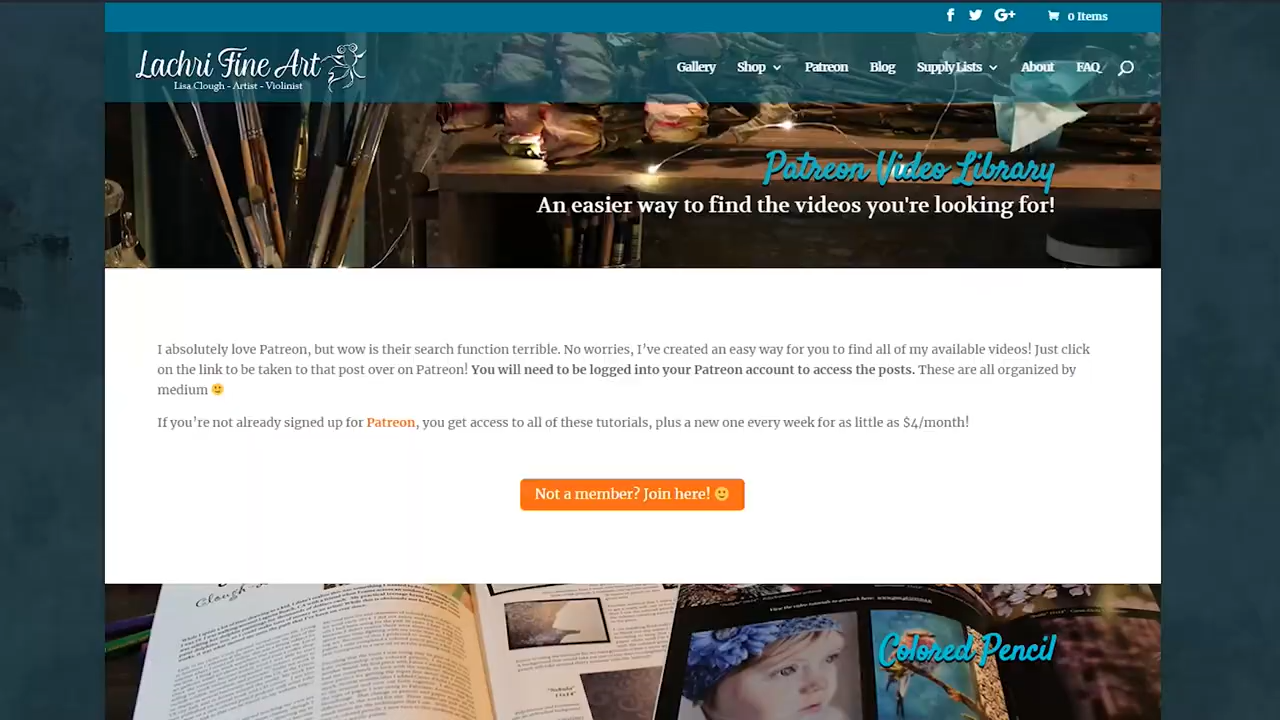 0 Items
Lachri Fine Art
Lisa Clough - Artist - Violinist
Gallery Shop Patreon Blog Supply Lists About FAQ
Patreon Video Library
An easier way to find the videos you're looking for!
I absolutely love Patreon, but wow is their search function terrible. No worries, I've created an easy way for you to find all of my available videos! Just click
on the link to be taken to that post over on Patreon! You will need to be logged into your Patreon account to access the posts. These are all organized by
medium 🙂
If you're not already signed up for Patreon, you get access to all of these tutorials, plus a new one every week for as little as $4/month!
Not a member? Join here! 🙂
Colored Pencil